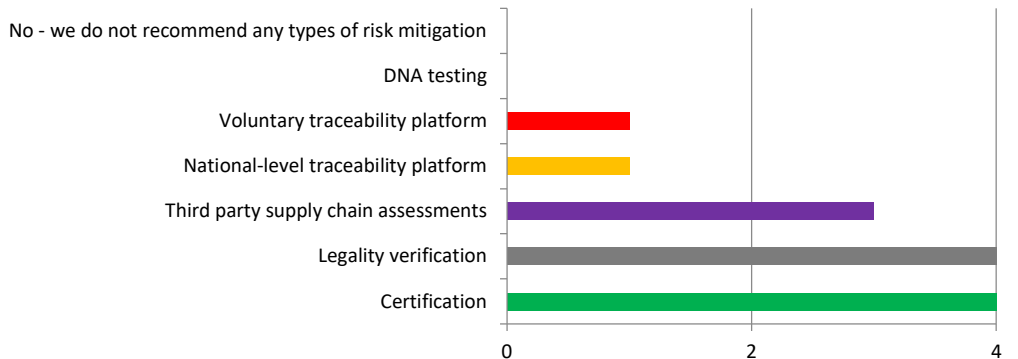 No - we do not recommend any types of risk mitigation
DNA testing
Voluntary traceability platform
National-level traceability platform
Third party supply chain assessments
Legality verification
Certification
0 2 4